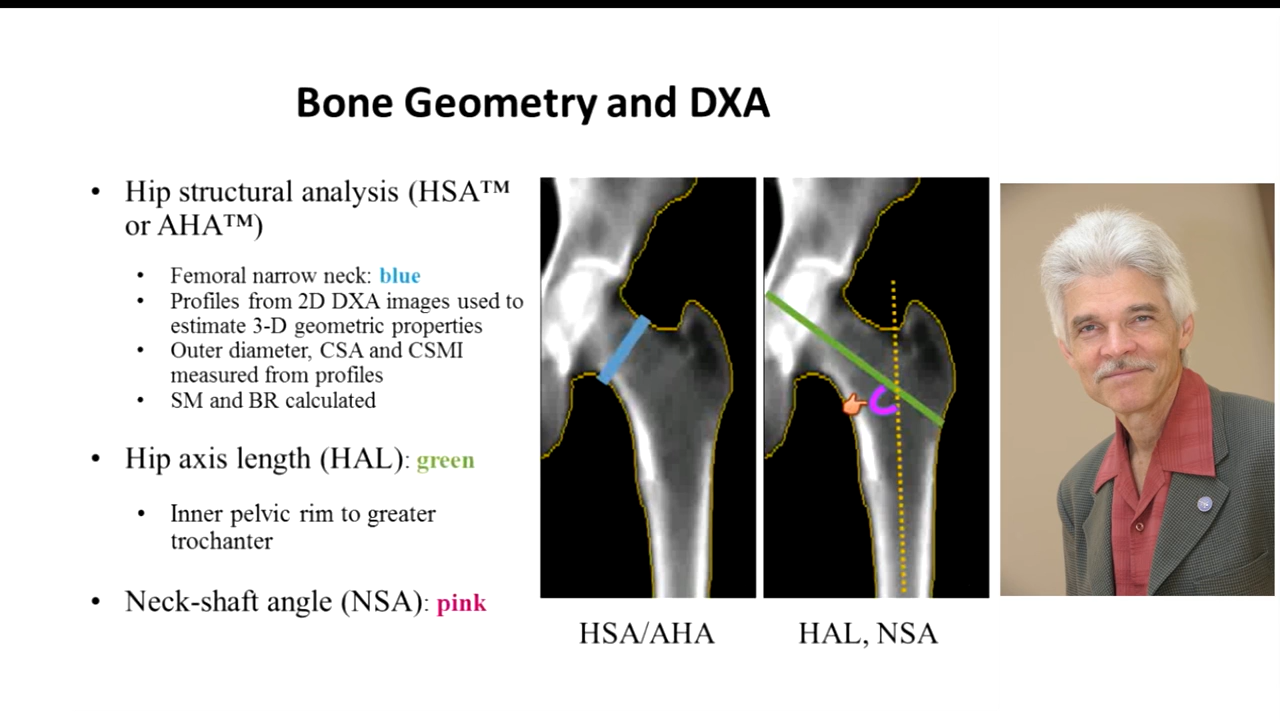 Bone Geometry and DXA
• Hip structural analysis (HSA™
or AHA™)
• Femoral narrow neck: blue
• Profiles from 2D DXA images used to
estimate 3-D geometric properties
• Outer diameter, CSA and CSMI
measured from profiles
• SM and BR calculated
• Hip axis length (HAL): green
• Inner pelvic rim to greater
trochanter
• Neck-shaft angle (NSA): pink
HSA/AHA
HAL, NSA